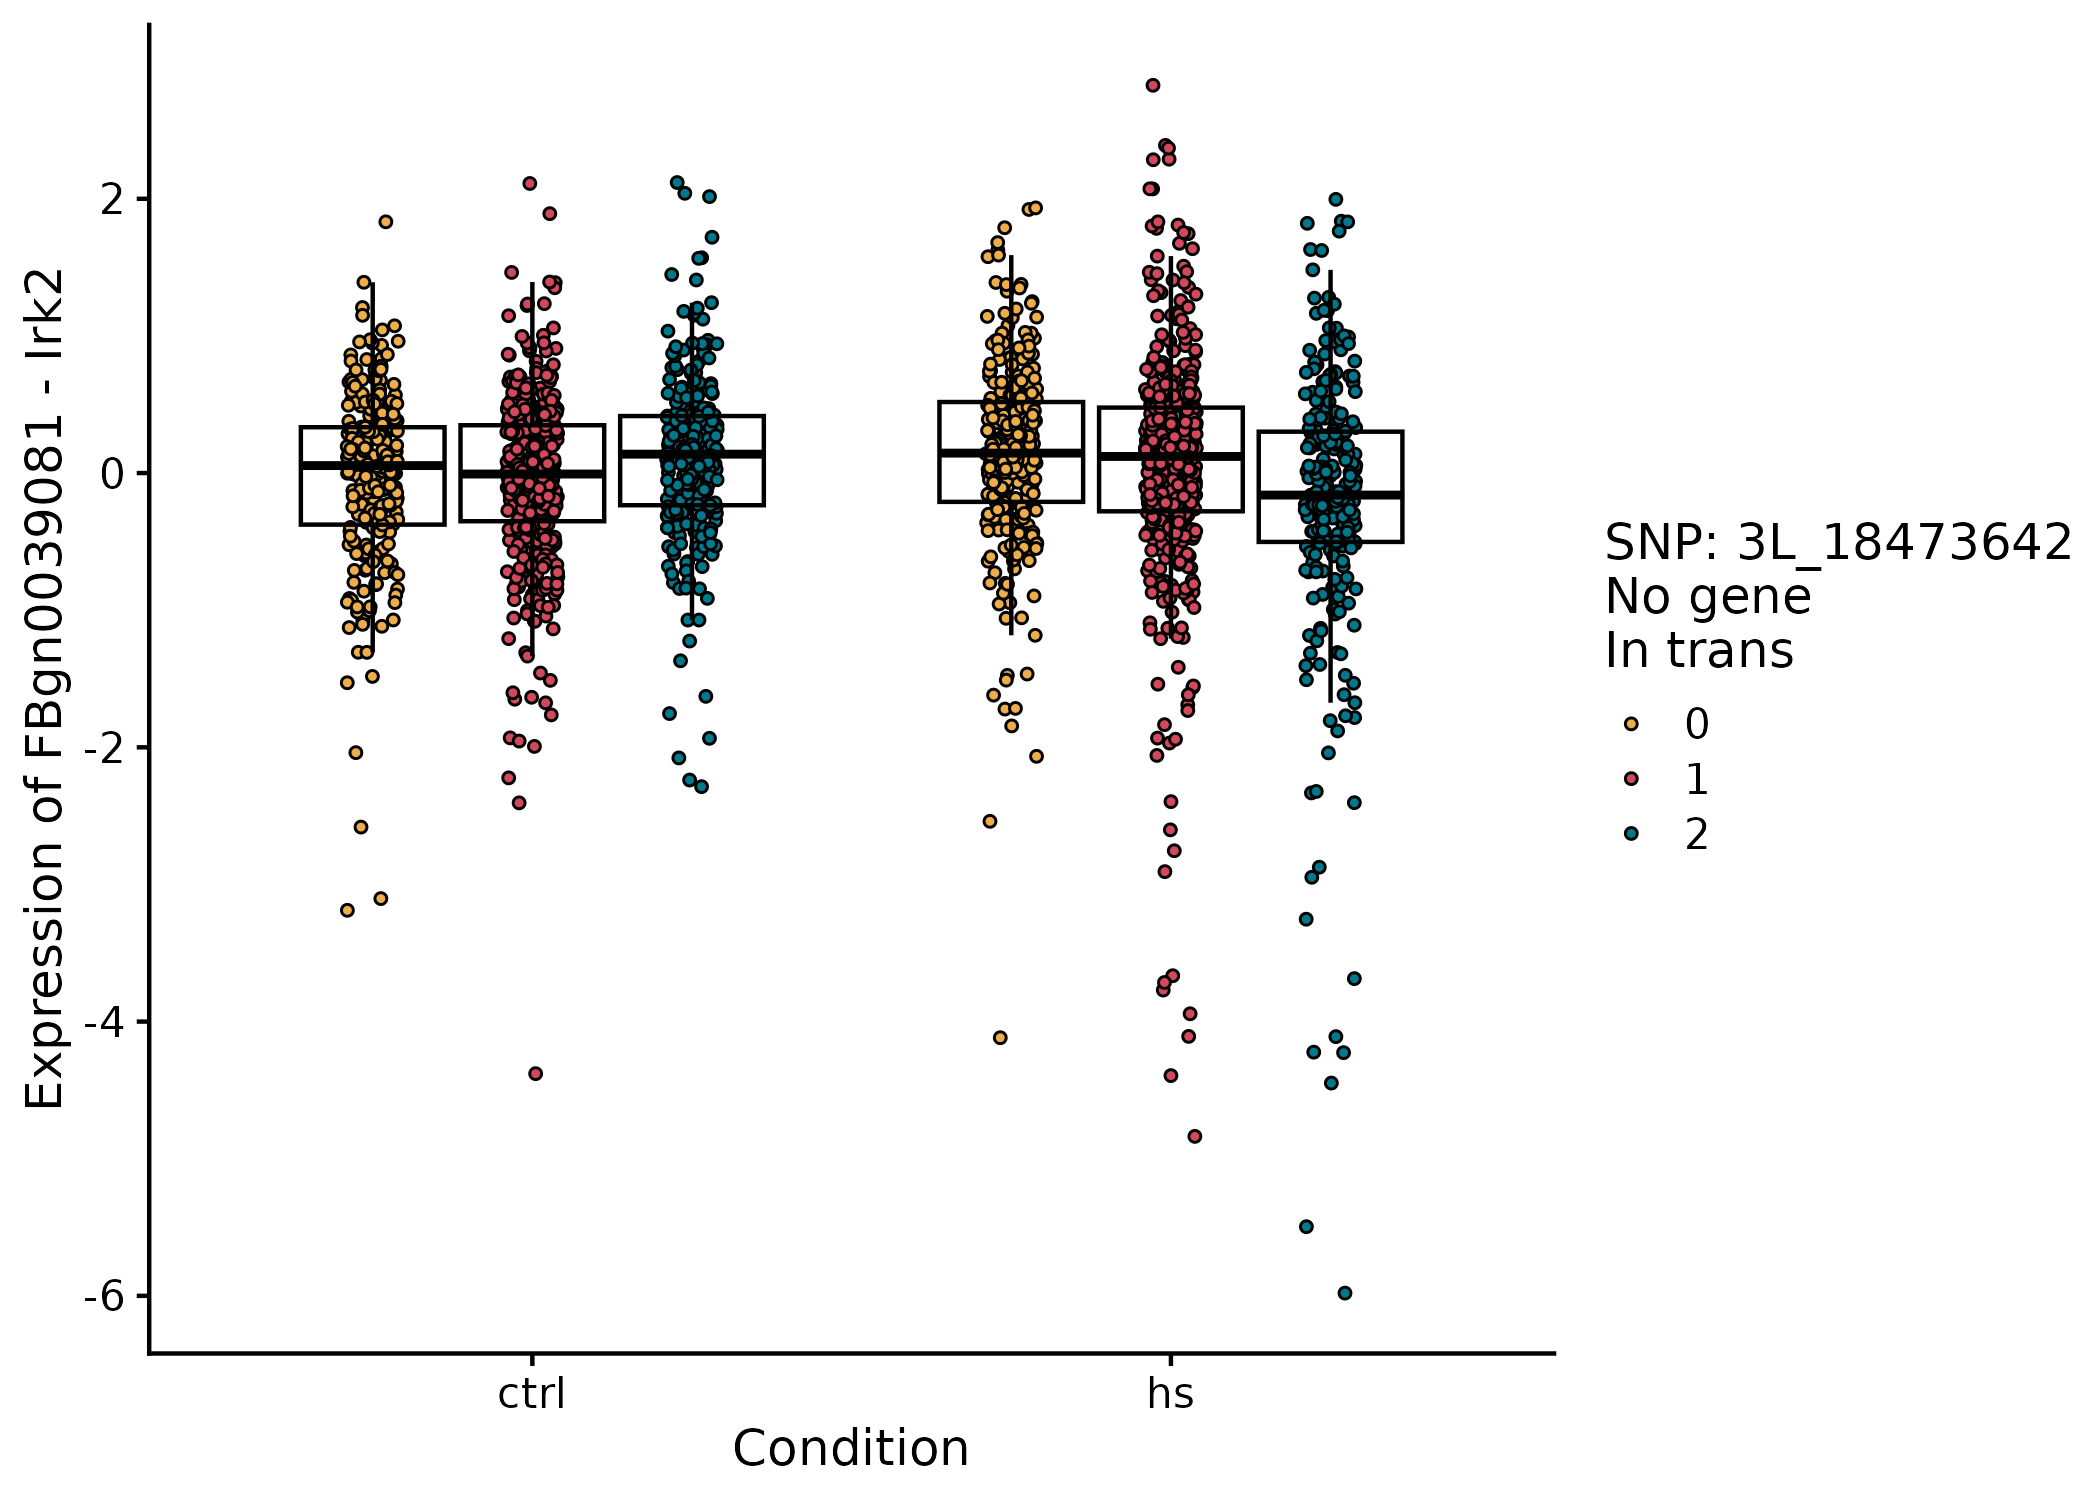 Expression of FBgn0039081 - Irk2
2
0
-2
-4
-6
ctrl
hs
Condition
SNP: 3L_18473642
No gene
In trans
0
1
2